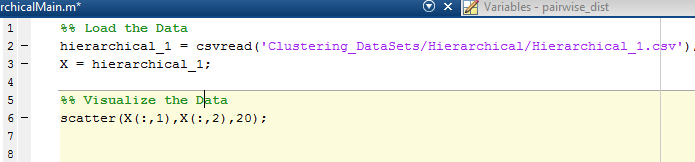 rchicalMain.m*
Variables - pairwise_dist
1 %% Load the Data
2 – hierarchical_1 = csvread('Clustering_DataSets/Hierarchical/Hierarchical_1.csv')
3 – X = hierarchical_1;
4
5 %% Visualize the Data
6 – scatter(X(:,1),X(:,2),20);
7
8